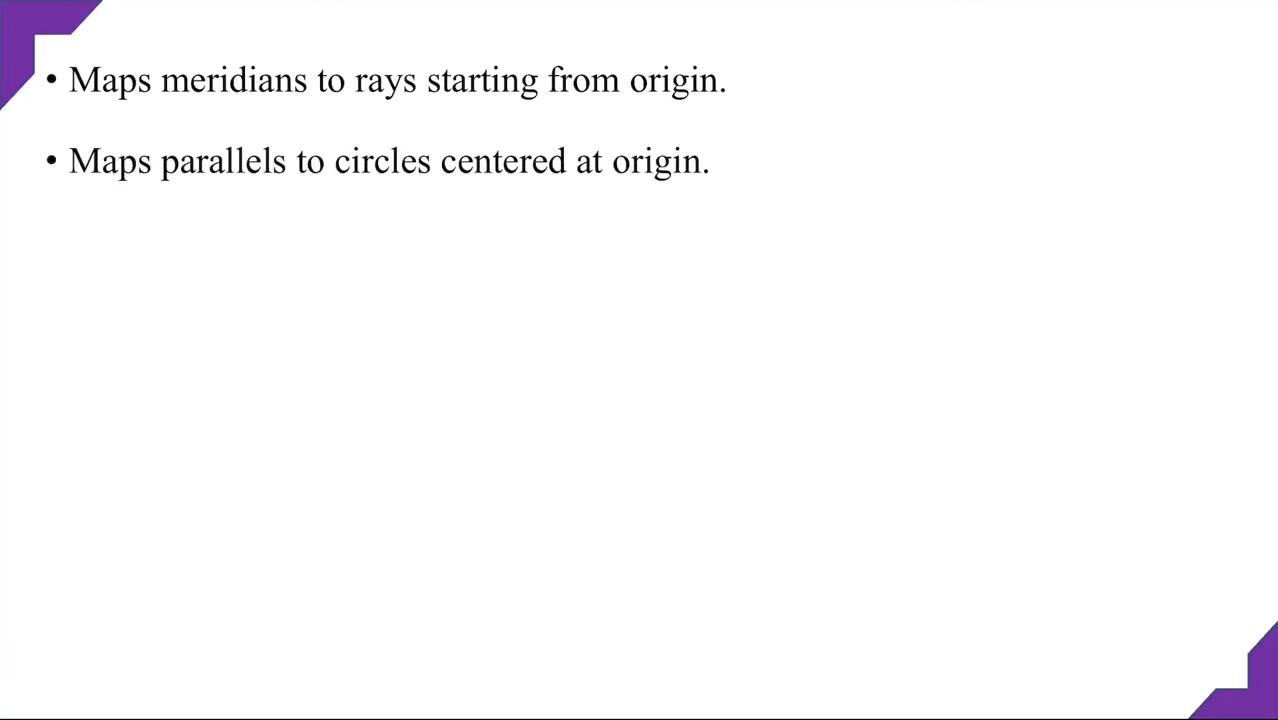 • Maps meridians to rays starting from origin.
• Maps parallels to circles centered at origin.